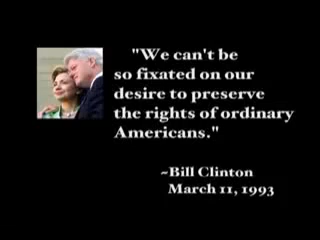 "We can't be
so fixated on our
desire to preserve
the rights of ordinary
Americans."
~Bill Clinton
March 11, 1993